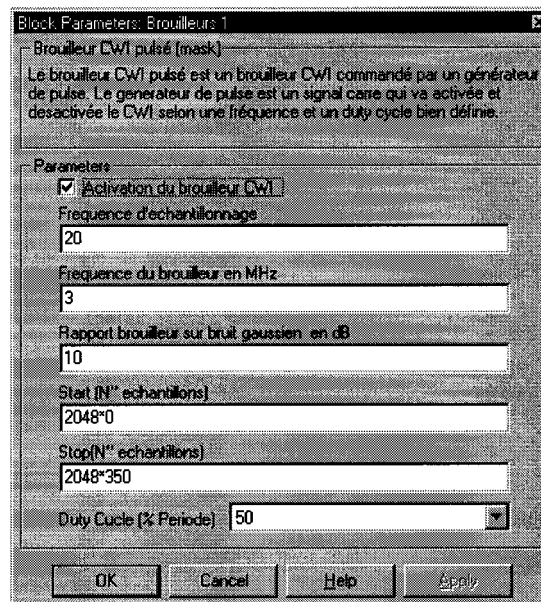 Block Parameters: Brouilleurs 1
Brouilleur CWI pulsé (mask)
Le brouilleur CWI pulsé est un brouilleur CWI commandé par un générateur
de pulse. Le generateur de pulse est un signal carre qui va activée et
desactivée le CWI selon une fréquence et un duty cycle bien définie.
Parameters
Activation du brouilleur CWI
Frequence d'echantillonnage
20
Frequence du brouilleur en MHz
3
Rapport brouilleur sur bruit gaussien en dB
10
Start (N° echantillons)
2048*0
Stop(N° echantillons)
2048*350
Duty Cucle (% Periode) 50
OK Cancel Help Apply